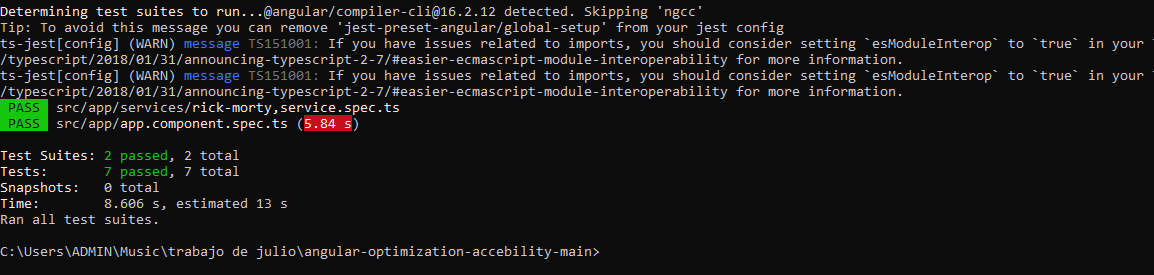 Determining test suites to run...@angular/compiler-cli@16.2.12 detected. Skipping 'ngcc'
Tip: To avoid this message you can remove 'jest-preset-angular/global-setup' from your jest config
ts-jest[config] (WARN) message TS151001: If you have issues related to imports, you should consider setting `esModuleInterop` to `true` in your `
/typescript/2018/01/31/announcing-typescript-2-7/#easier-ecmascript-module-interoperability for more information.
ts-jest[config] (WARN) message TS151001: If you have issues related to imports, you should consider setting `esModuleInterop` to `true` in your `
/typescript/2018/01/31/announcing-typescript-2-7/#easier-ecmascript-module-interoperability for more information.
PASS src/app/services/rick-morty,service.spec.ts
PASS src/app/app.component.spec.ts (5.84 s)
Test Suites: 2 passed, 2 total
Tests: 7 passed, 7 total
Snapshots: 0 total
Time: 8.606 s, estimated 13 s
Ran all test suites.
C:\Users\ADMIN\Music\trabajo de julio\angular-optimization-accebility-main>